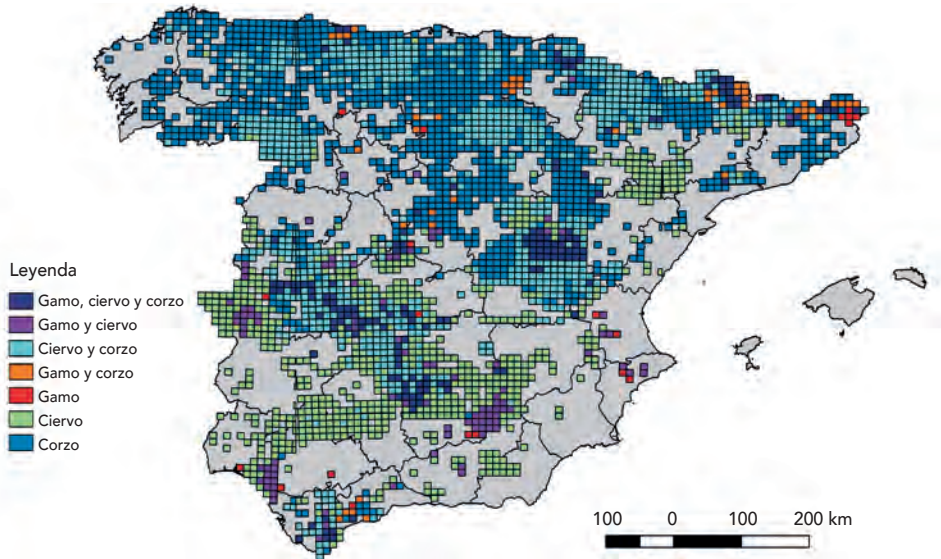 Leyenda
Gamo, ciervo y corzo
Gamo y ciervo
Ciervo y corzo
Gamo y corzo
Gamo
Ciervo
Corzo
100 0 100 200 km